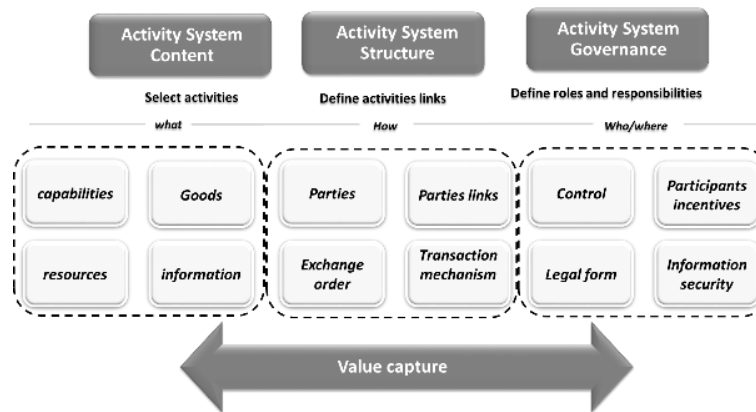 Activity System
Content
Activity System
Structure
Activity System
Governance
Select activities
Define activities links
Define roles and responsibilities
what
How
Who/where
capabilities
Goods
resources
information
Parties
Parties links
Exchange
order
Transaction
mechanism
Control
Participants
incentives
Legal form
Information
security
Value capture